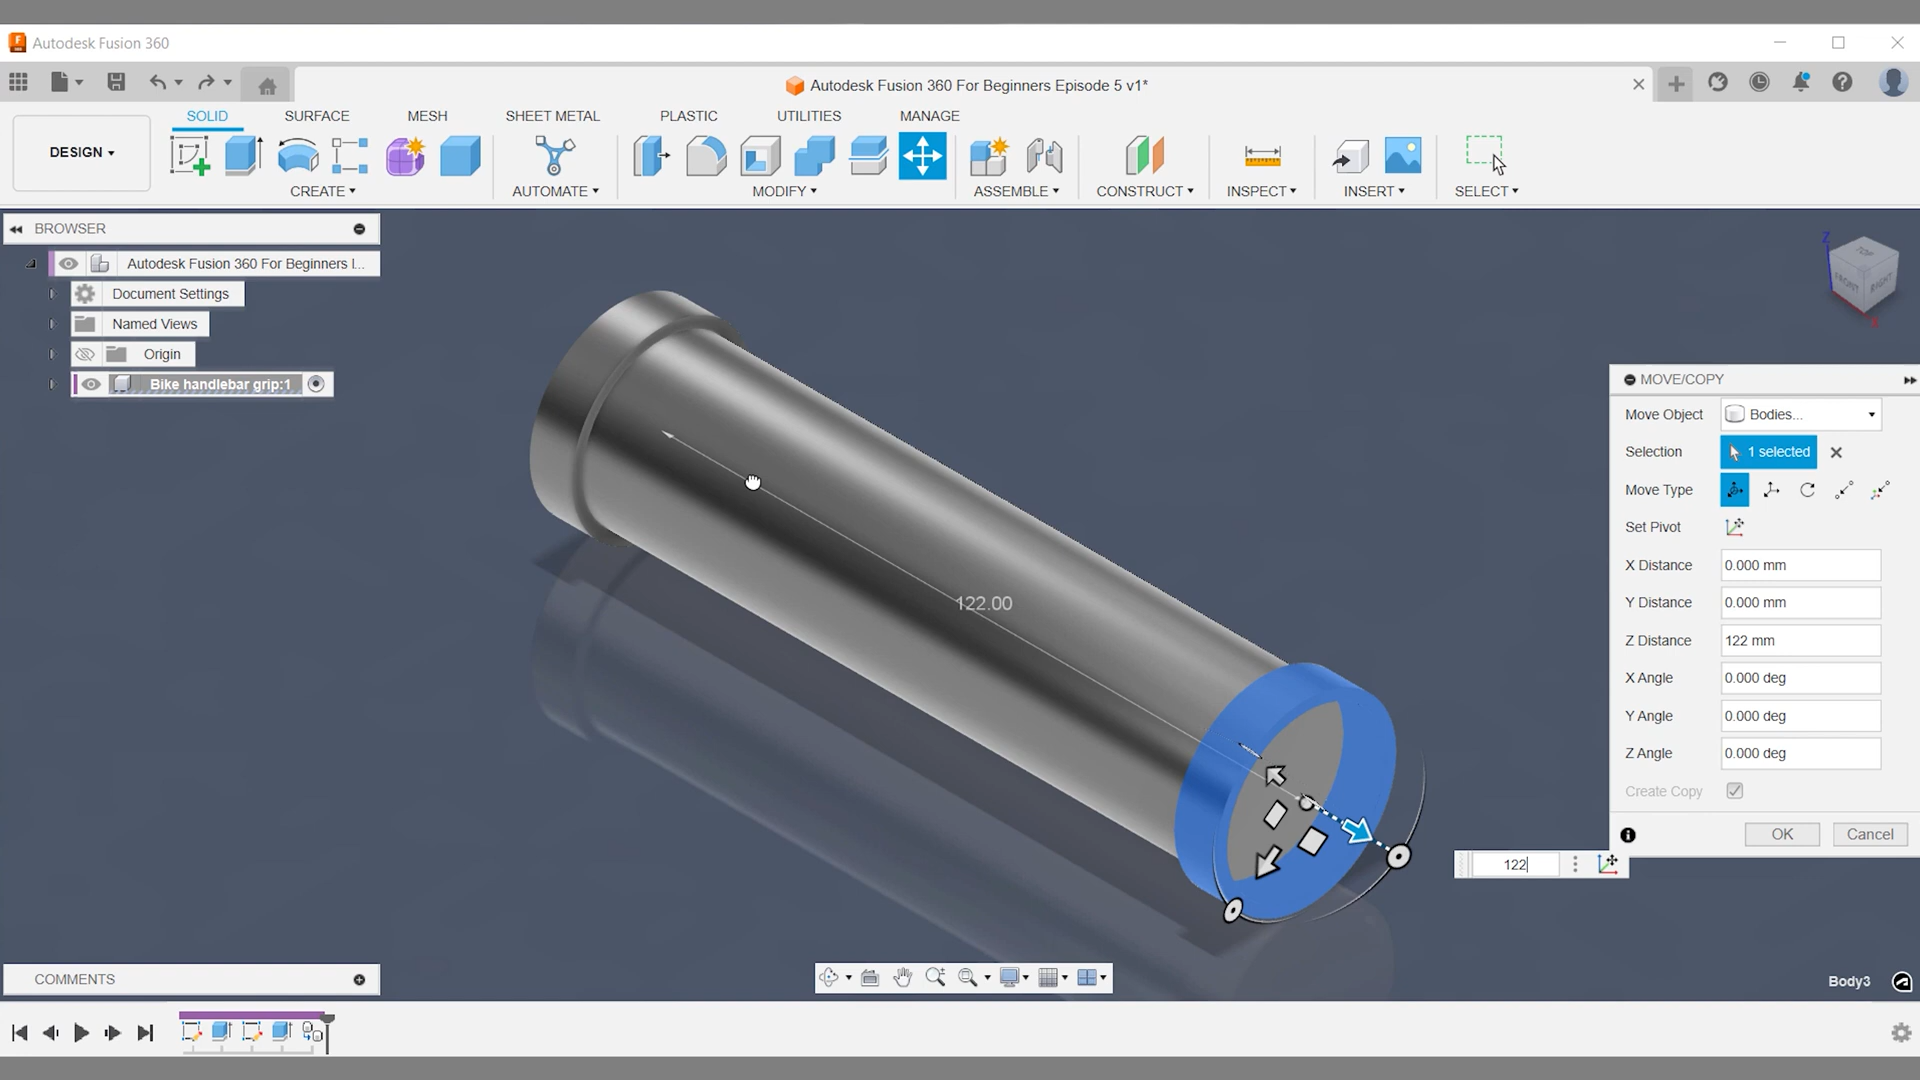 Autodesk Fusion 360
Autodesk Fusion 360 For Beginners Episode 5 v1*
SOLID SURFACE MESH SHEET METAL PLASTIC UTILITIES MANAGE
DESIGN
CREATE AUTOMATE MODIFY ASSEMBLE CONSTRUCT INSPECT INSERT SELECT
BROWSER
Autodesk Fusion 360 For Beginners I...
Document Settings
Named Views
Origin
Bike handlebar grip:1
Z
TOP
FRONT
RIGHT
X
122.00
MOVE/COPY
Move Object Bodies...
Selection 1 selected
Move Type
Set Pivot
X Distance 0.000 mm
Y Distance 0.000 mm
Z Distance 122 mm
X Angle 0.000 deg
Y Angle 0.000 deg
Z Angle 0.000 deg
Create Copy
OK Cancel
122
COMMENTS
Body3